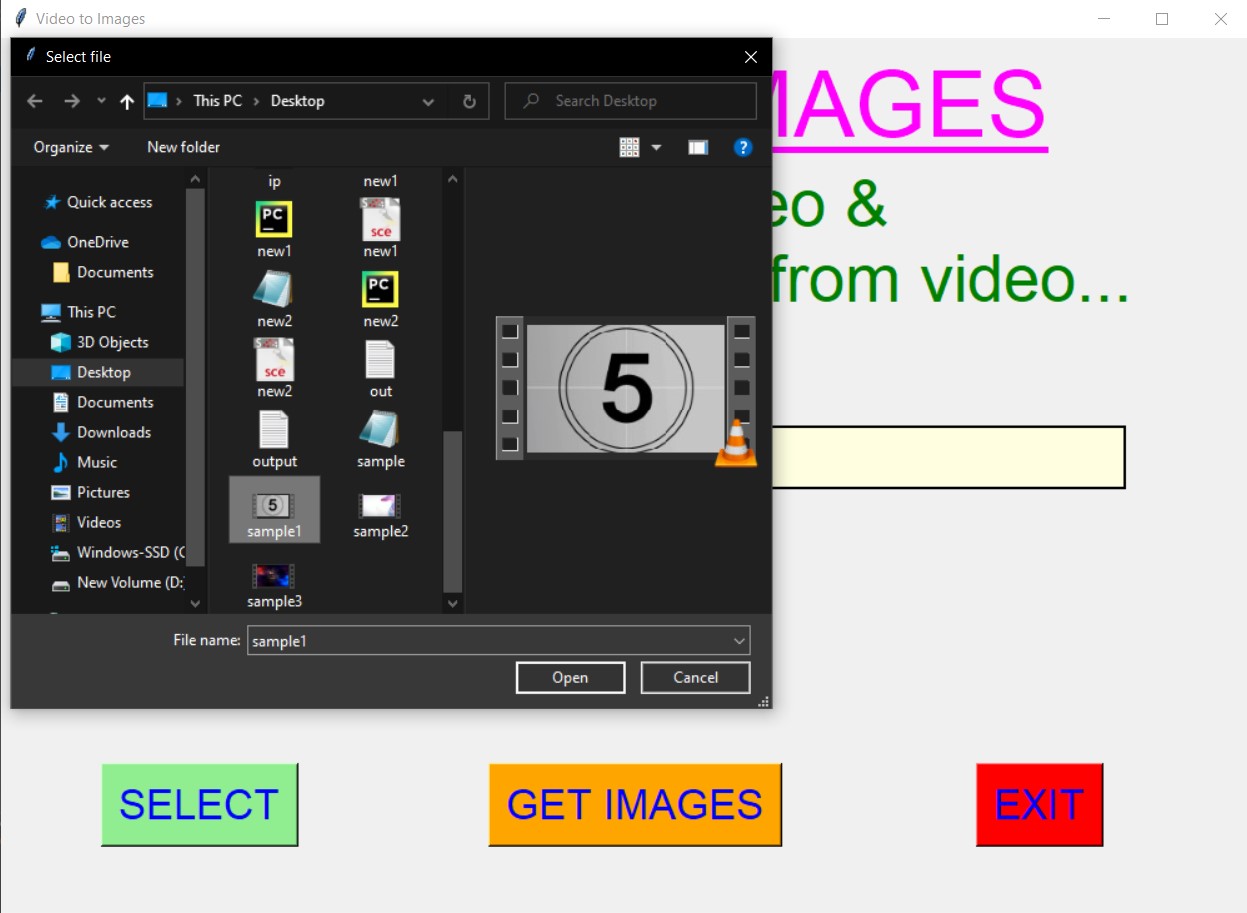 Video to Images
Select file
MAGES
This PC
Desktop
Search Desktop
Organize
New folder
?
eo &
from video...
Quick access
OneDrive
Documents
This PC
3D Objects
Desktop
Documents
Downloads
Music
Pictures
Videos
Windows-SSD (C
New Volume (D:
ip new1
PC
sce
new1 new1
PC
new2 new2
sce
new2 out
output sample
5
sample1 sample2
sample3
5
File name: sample1
Open Cancel
SELECT GET IMAGES EXIT